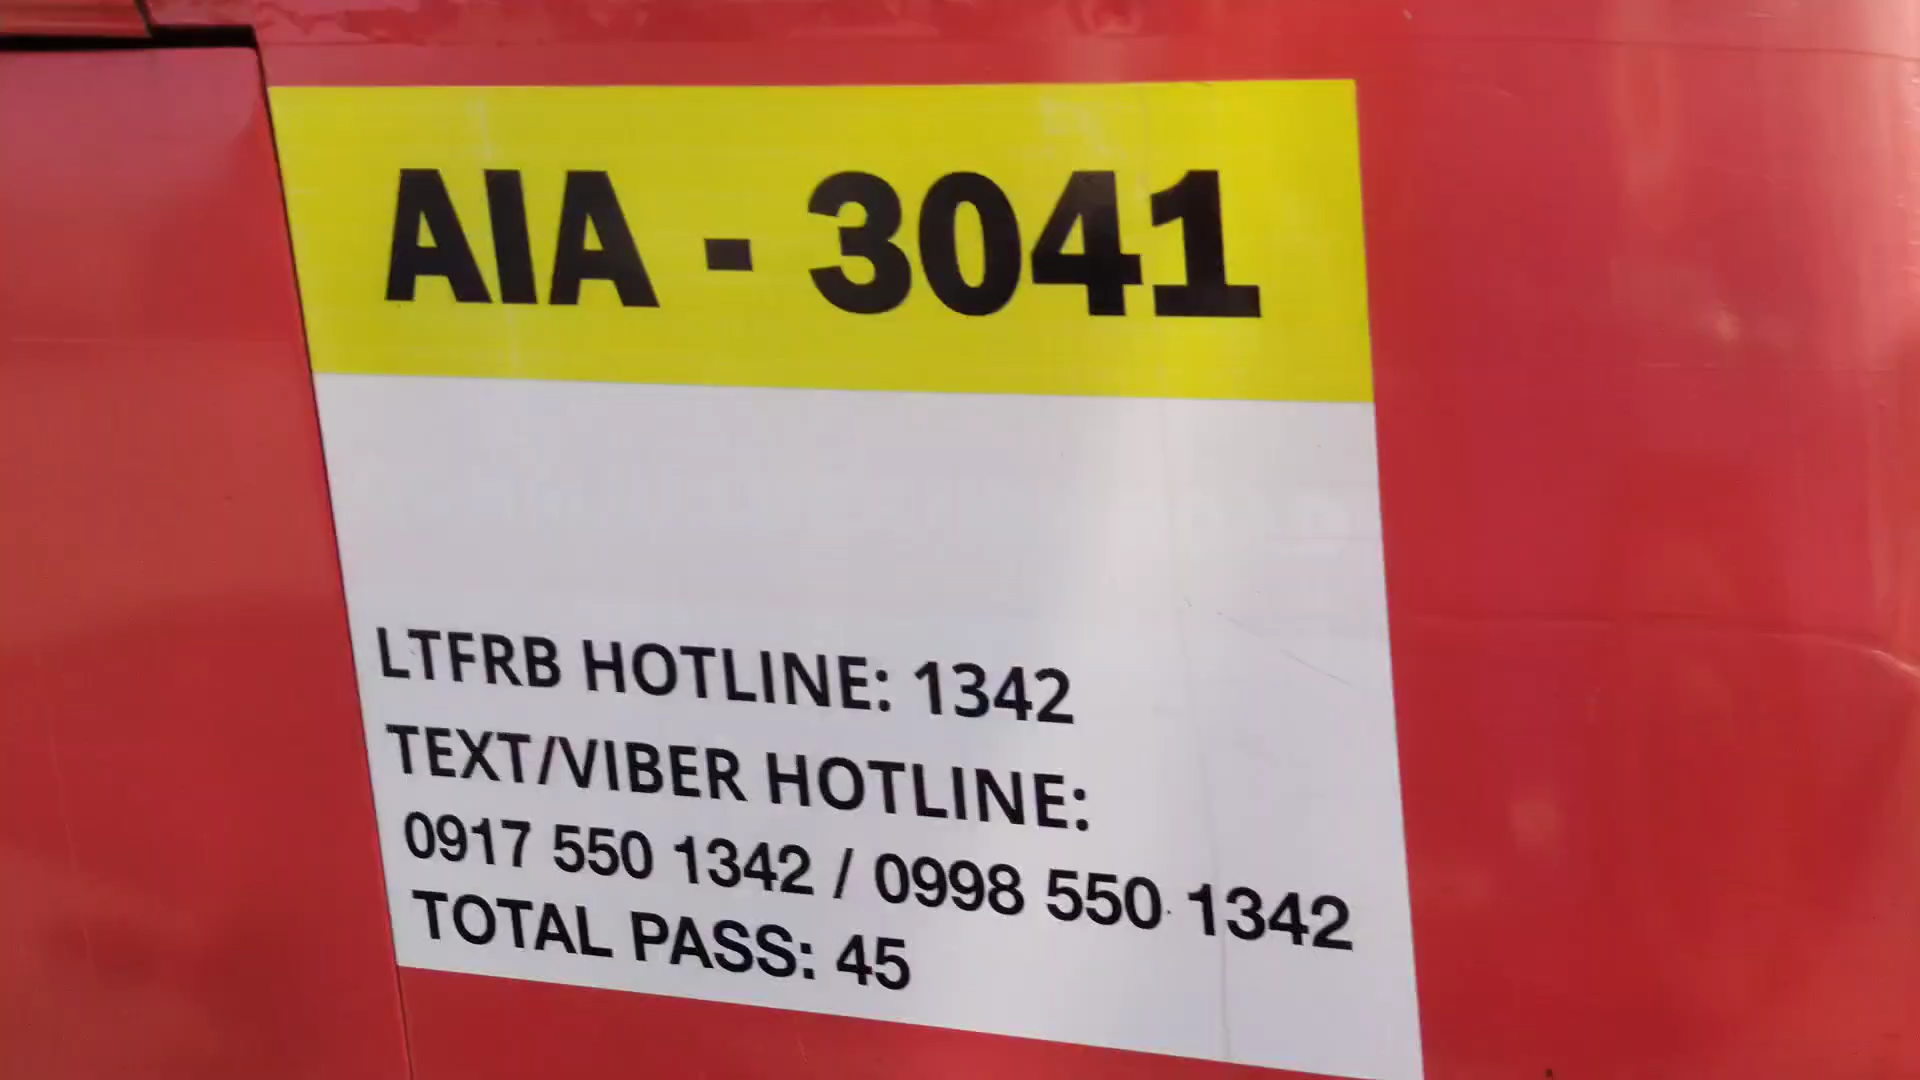 AIA - 3041
LTFRB HOTLINE: 1342
TEXT/VIBER HOTLINE:
0917 550 1342 / 0998 550 1342
TOTAL PASS: 45